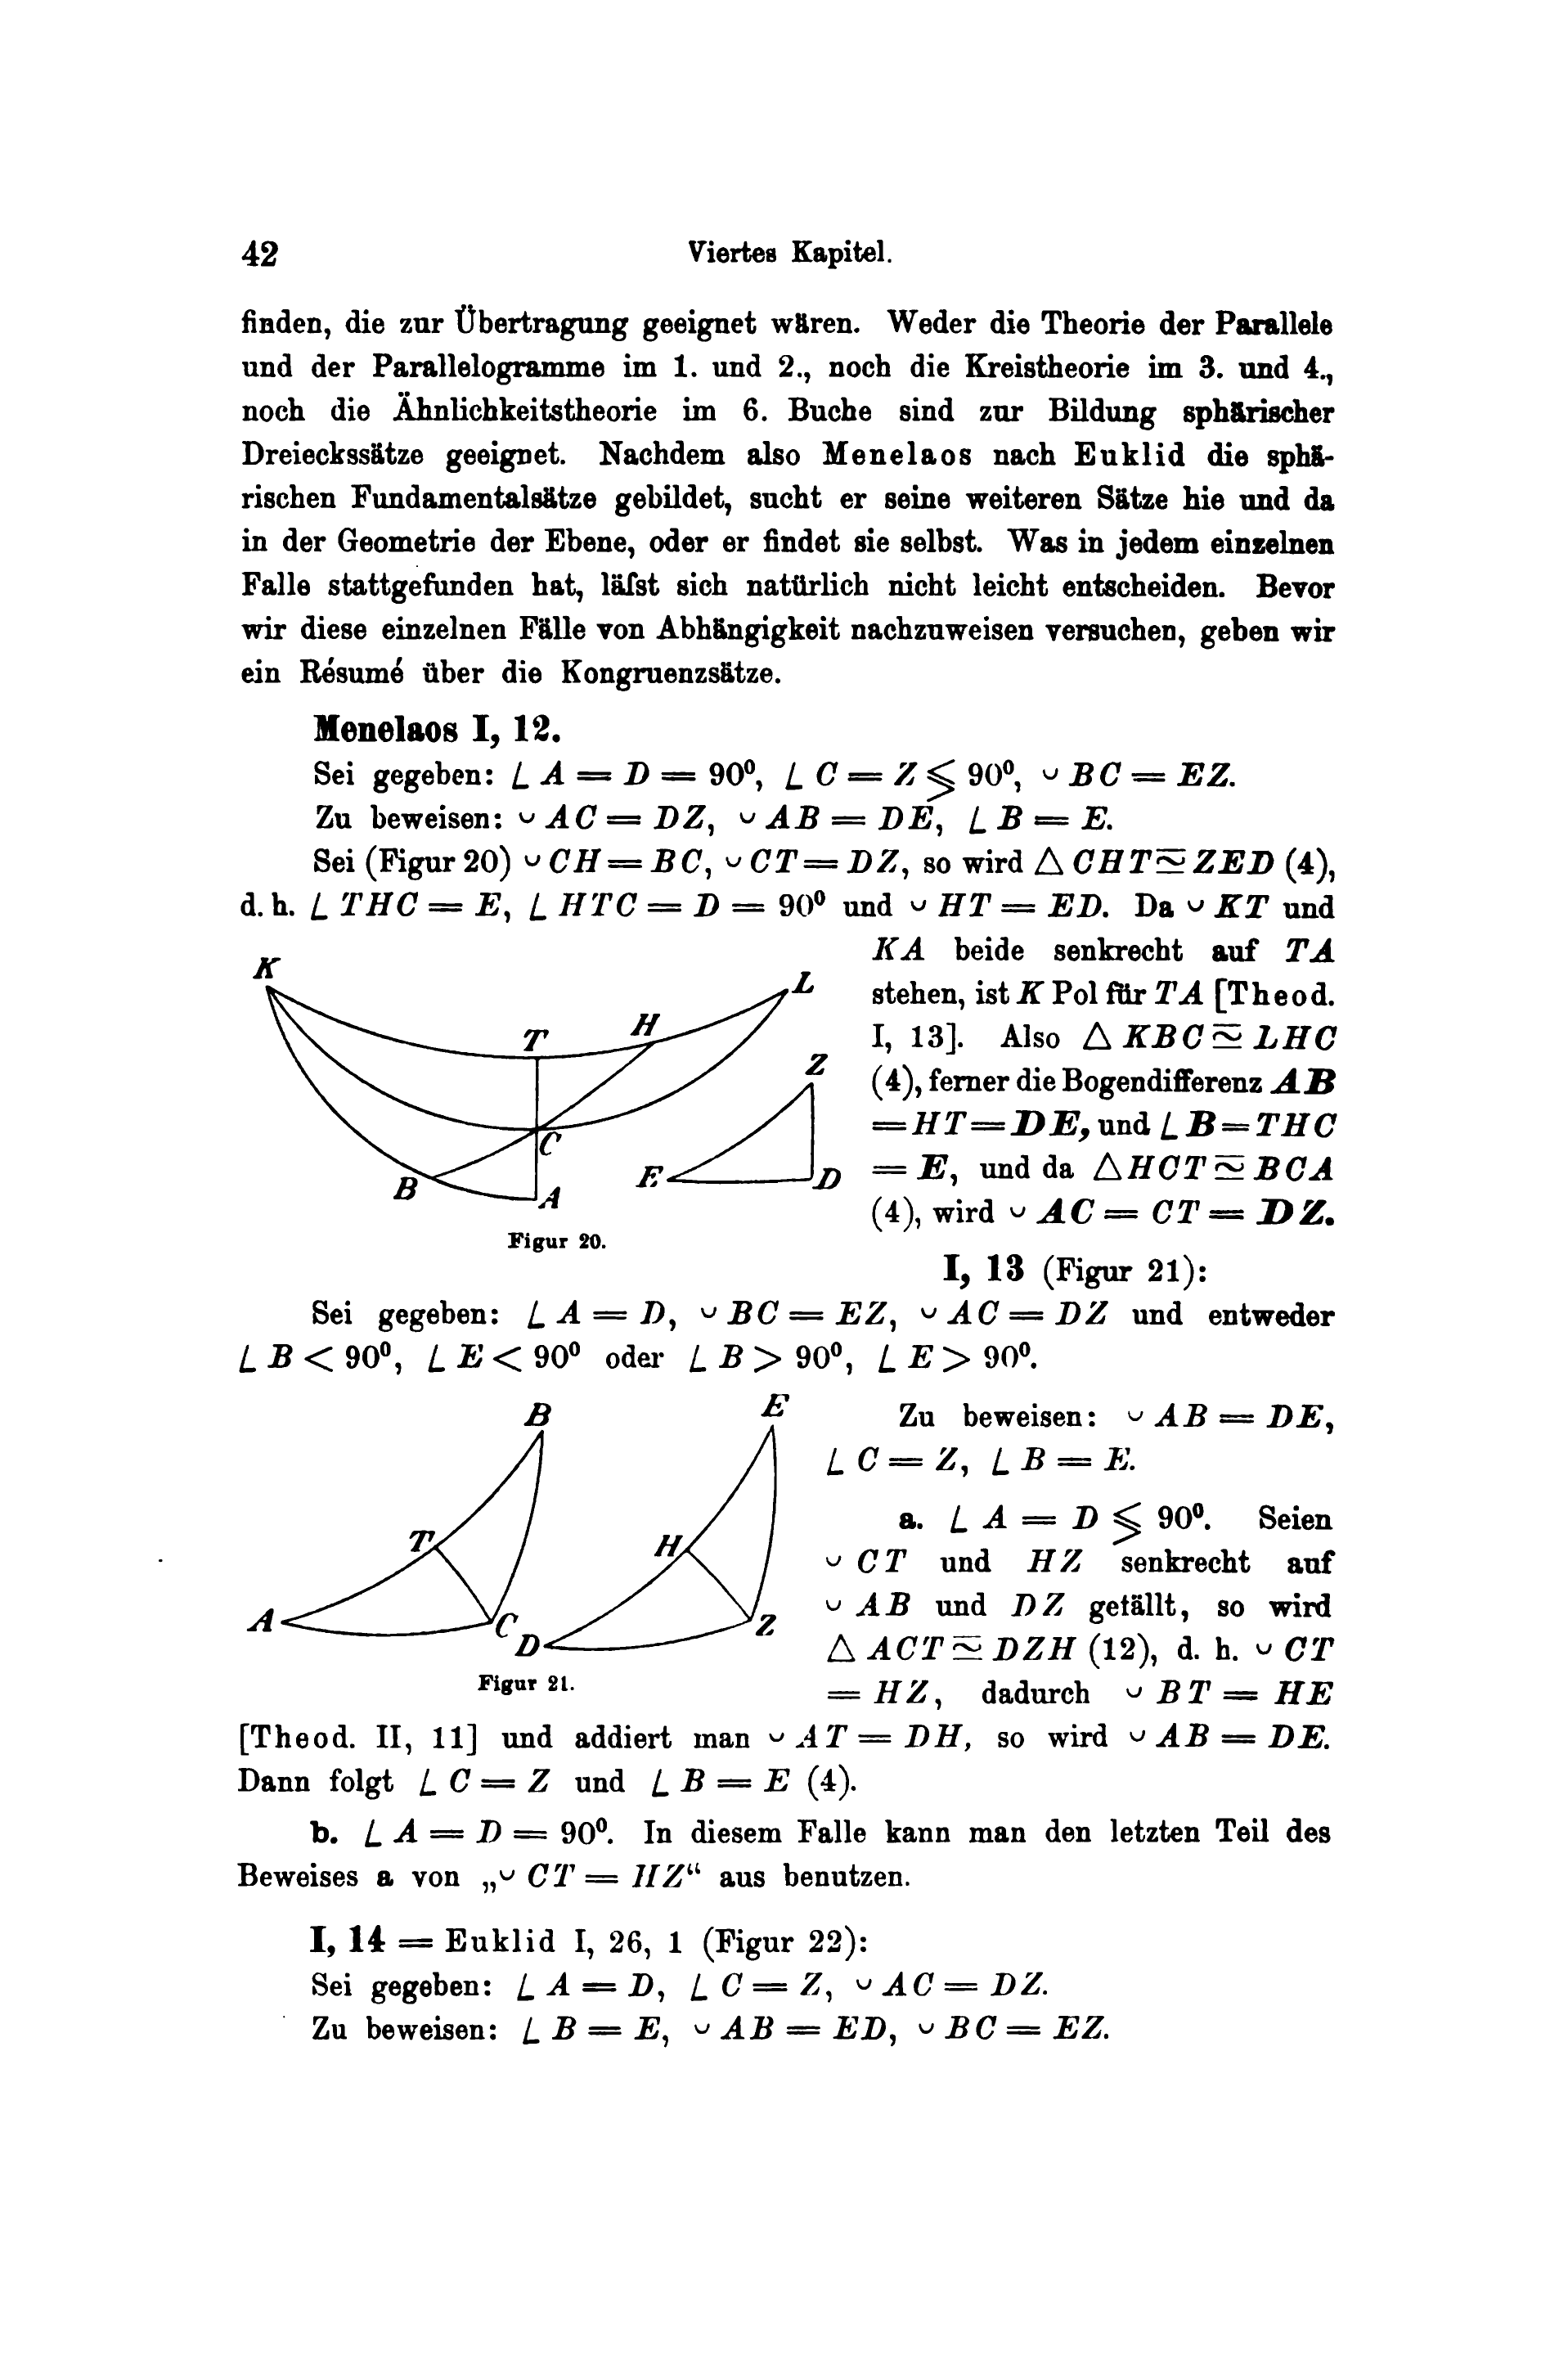 42 Viertes Kapitel.
finden, die zur Übertragung geeignet wären. Weder die Theorie der Parallele
und der Parallelogramme im 1. und 2., noch die Kreistheorie im 3. und 4.,
noch die Ähnlichkeitstheorie im 6. Buche sind zur Bildung sphärischer
Dreieckssätze geeignet. Nachdem also Menelaos nach Euklid die sphä-
rischen Fundamentalsätze gebildet, sucht er seine weiteren Sätze hie und da
in der Geometrie der Ebene, oder er findet sie selbst. Was in jedem einzelnen
Falle stattgefunden hat, läſst sich natürlich nicht leicht entscheiden. Bevor
wir diese einzelnen Fälle von Abhängigkeit nachzuweisen versuchen, geben wir
ein Résumé über die Kongruenzsätze.
Menelaos I, 12.
Sei gegeben: ∠ A = D = 90⁰, ∠ C = Z ≶ 90⁰, ⌣ BC = EZ.
Zu beweisen: ⌣ AC = DZ, ⌣ AB = DE, ∠ B = E.
Sei (Figur 20) ⌣ CH = BC, ⌣ CT = DZ, so wird △ CHT ≌ ZED (4),
d. h. ∠ THC = E, ∠ HTC = D = 90⁰ und ⌣ HT = ED. Da ⌣ KT und
KA beide senkrecht auf TA
stehen, ist K Pol für TA [Theod.
I, 13]. Also △ KBC ≌ LHC
(4), ferner die Bogendifferenz AB
= HT = DE, und ∠ B = THC
= E, und da △ HCT ≌ BCA
(4), wird ⌣ AC = CT = DZ.
K
L
T
H
Z
C
B
A
E
D
Figur 20.
I, 13 (Figur 21):
Sei gegeben: ∠ A = D, ⌣ BC = EZ, ⌣ AC = DZ und entweder
∠ B < 90⁰, ∠ E < 90⁰ oder ∠ B > 90⁰, ∠ E > 90⁰.
B
E
T
H
A
C
D
Z
Figur 21.
Zu beweisen: ⌣ AB = DE,
∠ C = Z, ∠ B = E.
a. ∠ A = D ≶ 90⁰. Seien
⌣ CT und HZ senkrecht auf
⌣ AB und DZ gefällt, so wird
△ ACT ≌ DZH (12), d. h. ⌣ CT
= HZ, dadurch ⌣ BT = HE
[Theod. II, 11] und addiert man ⌣ AT = DH, so wird ⌣ AB = DE.
Dann folgt ∠ C = Z und ∠ B = E (4).
b. ∠ A = D = 90⁰. In diesem Falle kann man den letzten Teil des
Beweises a von „⌣ CT = HZ“ aus benutzen.
I, 14 = Euklid I, 26, 1 (Figur 22):
Sei gegeben: ∠ A = D, ∠ C = Z, ⌣ AC = DZ.
Zu beweisen: ∠ B = E, ⌣ AB = ED, ⌣ BC = EZ.